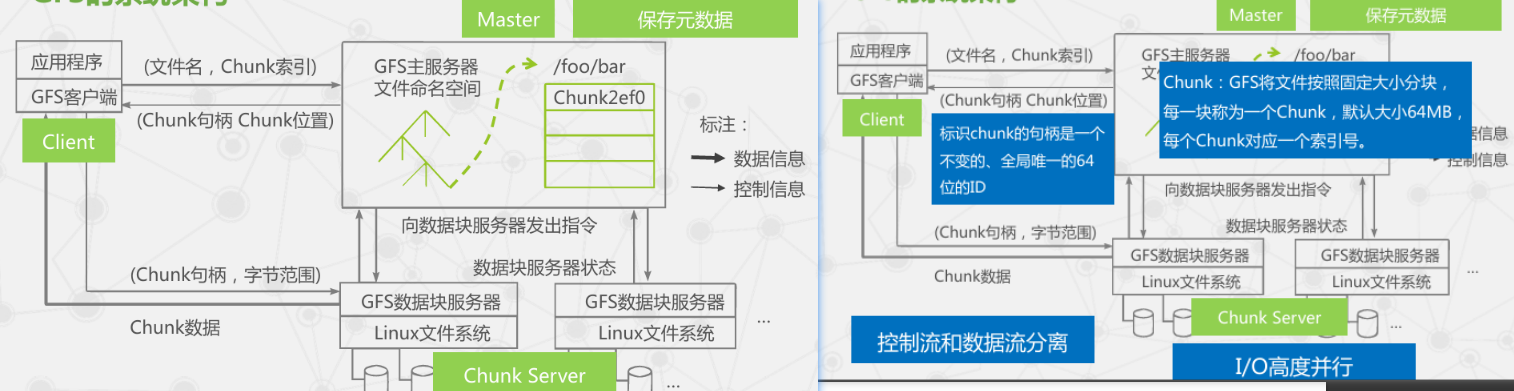 GFS的系统架构
Master
保存元数据
应用程序
GFS客户端
Client
(文件名，Chunk索引)
(Chunk句柄 Chunk位置)
GFS主服务器
文件命名空间
/foo/bar
Chunk2ef0
标注：
数据信息
控制信息
向数据块服务器发出指令
数据块服务器状态
(Chunk句柄，字节范围)
Chunk数据
GFS数据块服务器
Linux文件系统
GFS数据块服务器
Linux文件系统
...
Chunk Server
...
Master
保存元数据
应用程序
GFS客户端
Client
(文件名，Chunk索引)
(Chunk句柄 Chunk位置)
GFS主服务器
/foo/bar
Chunk：GFS将文件按照固定大小分块，
每一块称为一个Chunk，默认大小64MB，
每个Chunk对应一个索引号。
标识chunk的句柄是一个
不变的、全局唯一的64
位的ID
据信息
控制信息
向数据块服务器发出指令
数据块服务器状态
(Chunk句柄，字节范围)
Chunk数据
GFS数据块服务器
Linux文件系统
GFS数据块服务器
Linux文件系统
...
Chunk Server
...
控制流和数据流分离
I/O高度并行